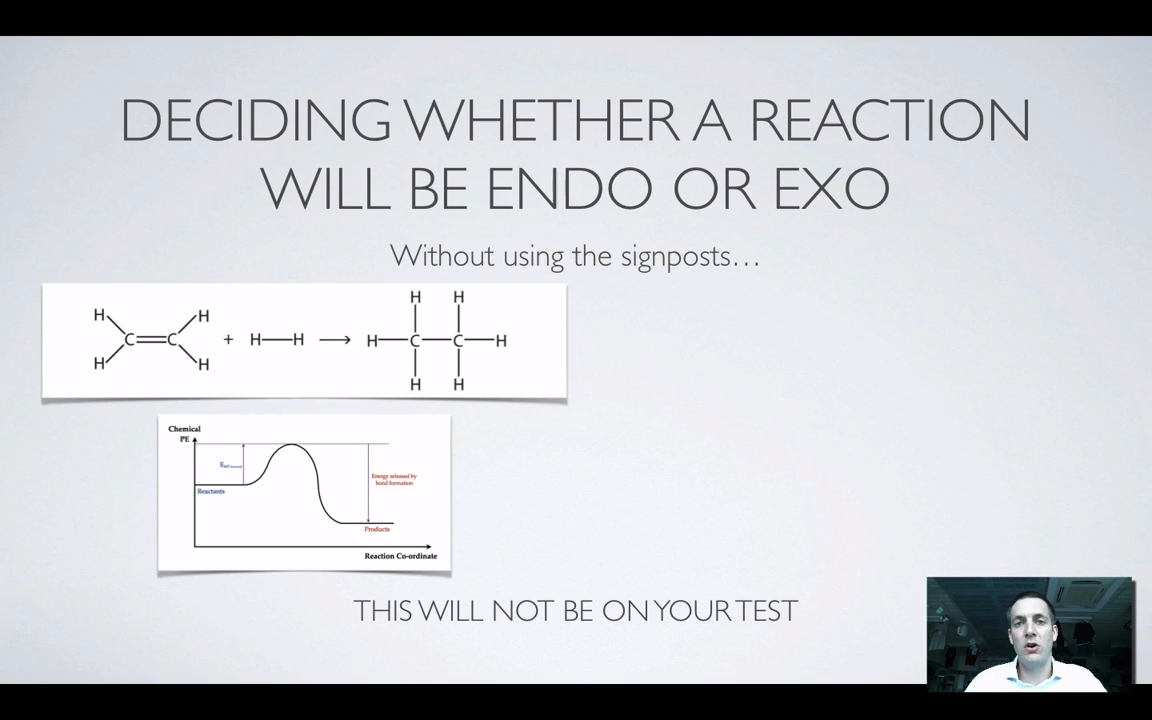 DECIDING WHETHER A REACTION
WILL BE ENDO OR EXO
Without using the signposts…
H H
H H H C C + H H → H C C H
H H H H
Chemical
PE
Eact
Energy released by
bond formation
Reactants
Products
Reaction Co-ordinate
THIS WILL NOT BE ON YOUR TEST